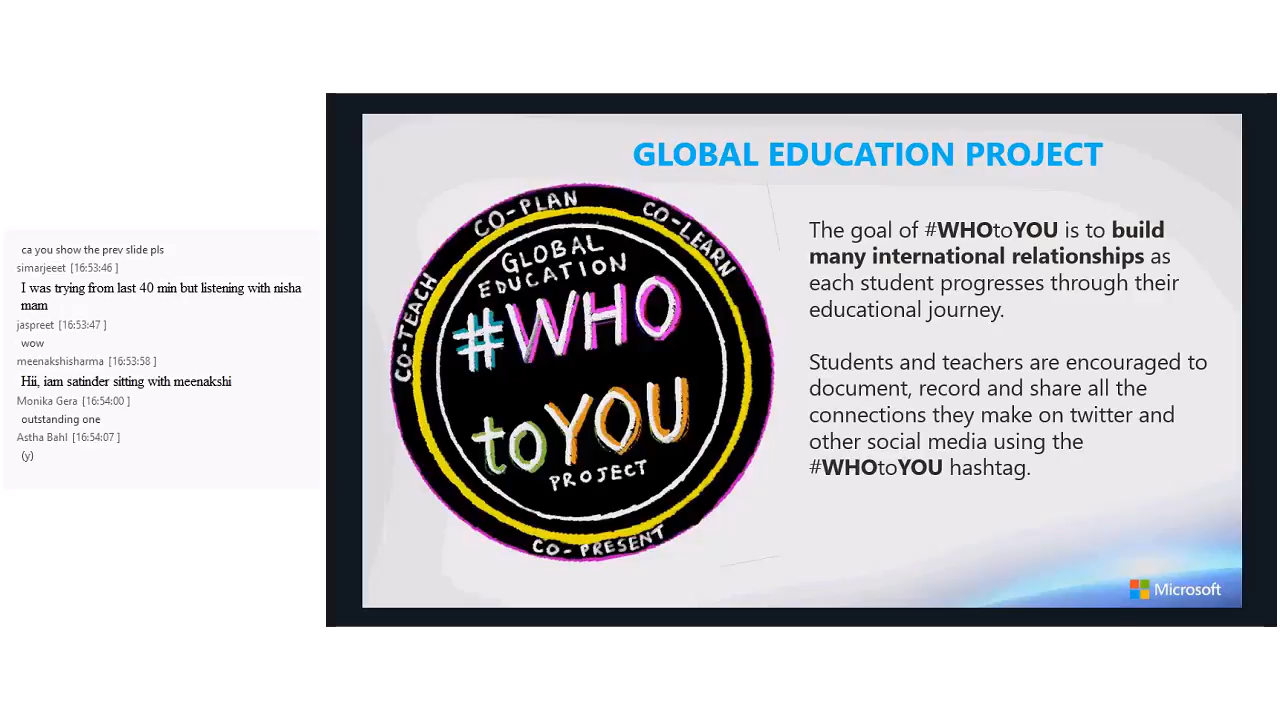 ca you show the prev slide pls
simarjeeet [16:53:46 ]
I was trying from last 40 min but listening with nisha
mam
jaspreet [16:53:47 ]
wow
meenakshisharma [16:53:58 ]
Hii, iam satinder sitting with meenakshi
Monika Gera [16:54:00 ]
outstanding one
Astha Bahl [16:54:07 ]
(y)
GLOBAL EDUCATION PROJECT
CO-TEACH
CO-PLAN
CO-LEARN
GLOBAL
EDUCATION
#WHO
toYOU
PROJECT
CO-PRESENT
The goal of #WHOtoYOU is to build
many international relationships as
each student progresses through their
educational journey.
Students and teachers are encouraged to
document, record and share all the
connections they make on twitter and
other social media using the
#WHOtoYOU hashtag.
Microsoft